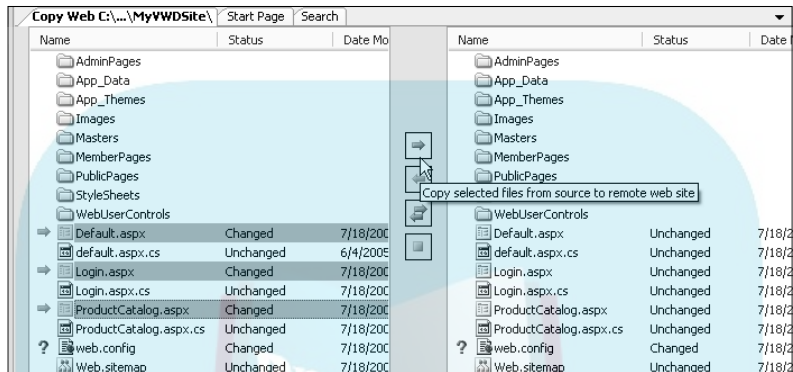 Copy Web C:\...\MyVWDSite\ Start Page Search
Name Status Date Mo Name Status Date
AdminPages AdminPages
App_Data App_Data
App_Themes App_Themes
Images Images
Masters Masters
MemberPages MemberPages
PublicPages PublicPages
StyleSheets Copy selected files from source to remote web site
WebUserControls WebUserControls
Default.aspx Changed 7/18/200 Default.aspx Unchanged 7/18/2
default.aspx.cs Unchanged 6/4/2005 default.aspx.cs Unchanged 7/18/2
Login.aspx Changed 7/18/200 Login.aspx Unchanged 7/18/2
Login.aspx.cs Unchanged 7/18/200 Login.aspx.cs Unchanged 7/18/2
ProductCatalog.aspx Changed 7/18/200 ProductCatalog.aspx Unchanged 7/18/2
ProductCatalog.aspx.cs Unchanged 7/18/200 ProductCatalog.aspx.cs Unchanged 7/18/2
? web.config Changed 7/18/200 ? web.config Changed 7/18/2
Web.sitemap Unchanged 7/18/200 Web.sitemap Unchanged 7/18/2